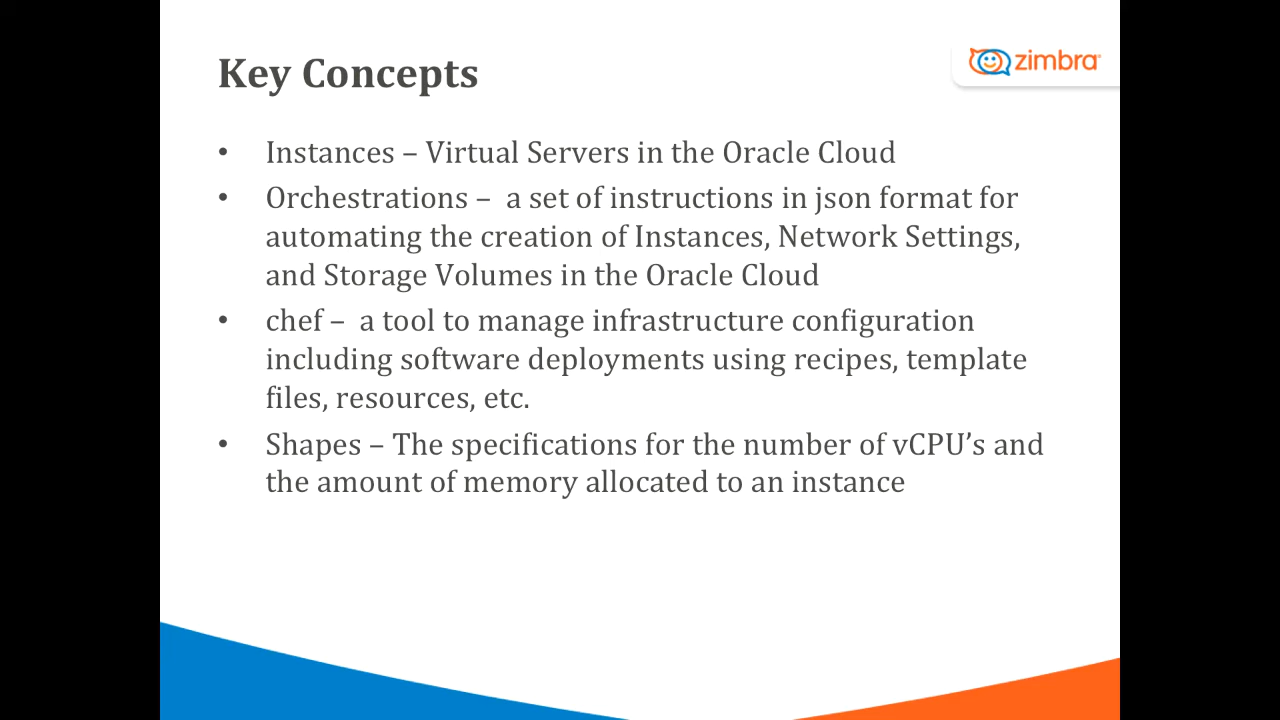 Key Concepts
zimbra
• Instances – Virtual Servers in the Oracle Cloud
• Orchestrations – a set of instructions in json format for
automating the creation of Instances, Network Settings,
and Storage Volumes in the Oracle Cloud
• chef – a tool to manage infrastructure configuration
including software deployments using recipes, template
files, resources, etc.
• Shapes – The specifications for the number of vCPU’s and
the amount of memory allocated to an instance